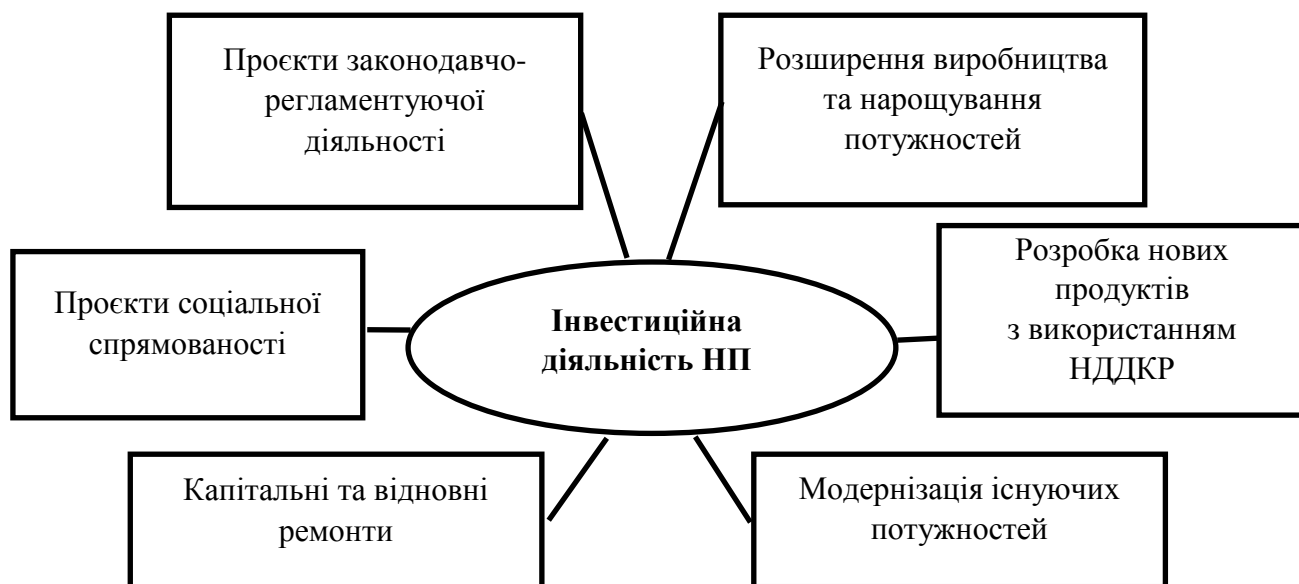 Проєкти законодавчо-
регламентуючої
діяльності
Розширення виробництва
та нарощування
потужностей
Проєкти соціальної
спрямованості
Інвестиційна
діяльність НП
Розробка нових
продуктів
з використанням
НДДКР
Капітальні та відновні
ремонти
Модернізація існуючих
потужностей